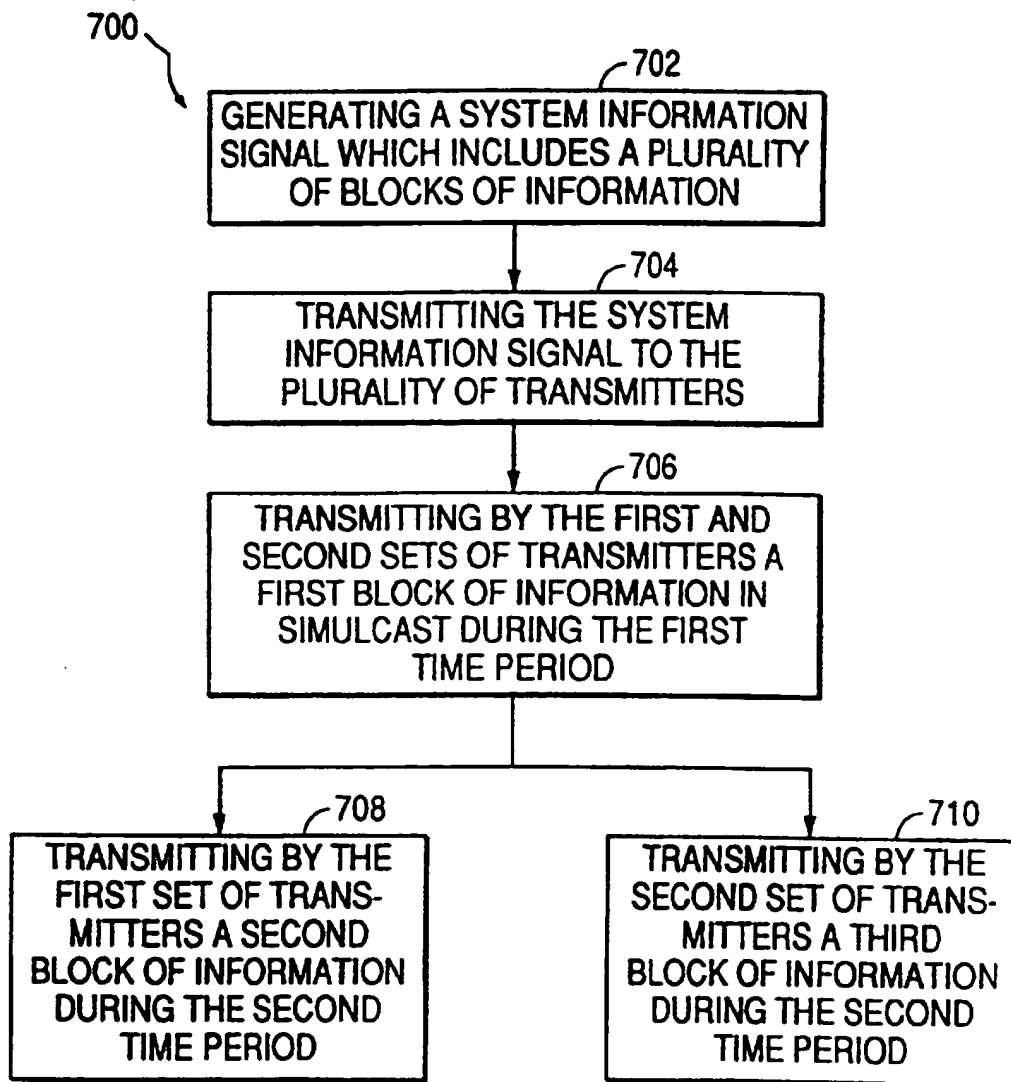 700
702
GENERATING A SYSTEM INFORMATION
SIGNAL WHICH INCLUDES A PLURALITY
OF BLOCKS OF INFORMATION
704
TRANSMITTING THE SYSTEM
INFORMATION SIGNAL TO THE
PLURALITY OF TRANSMITTERS
706
TRANSMITTING BY THE FIRST AND
SECOND SETS OF TRANSMITTERS A
FIRST BLOCK OF INFORMATION IN
SIMULCAST DURING THE FIRST
TIME PERIOD
708
TRANSMITTING BY THE
FIRST SET OF TRANS-
MITTERS A SECOND
BLOCK OF INFORMATION
DURING THE SECOND
TIME PERIOD
710
TRANSMITTING BY THE
SECOND SET OF TRANS-
MITTERS A THIRD
BLOCK OF INFORMATION
DURING THE SECOND
TIME PERIOD